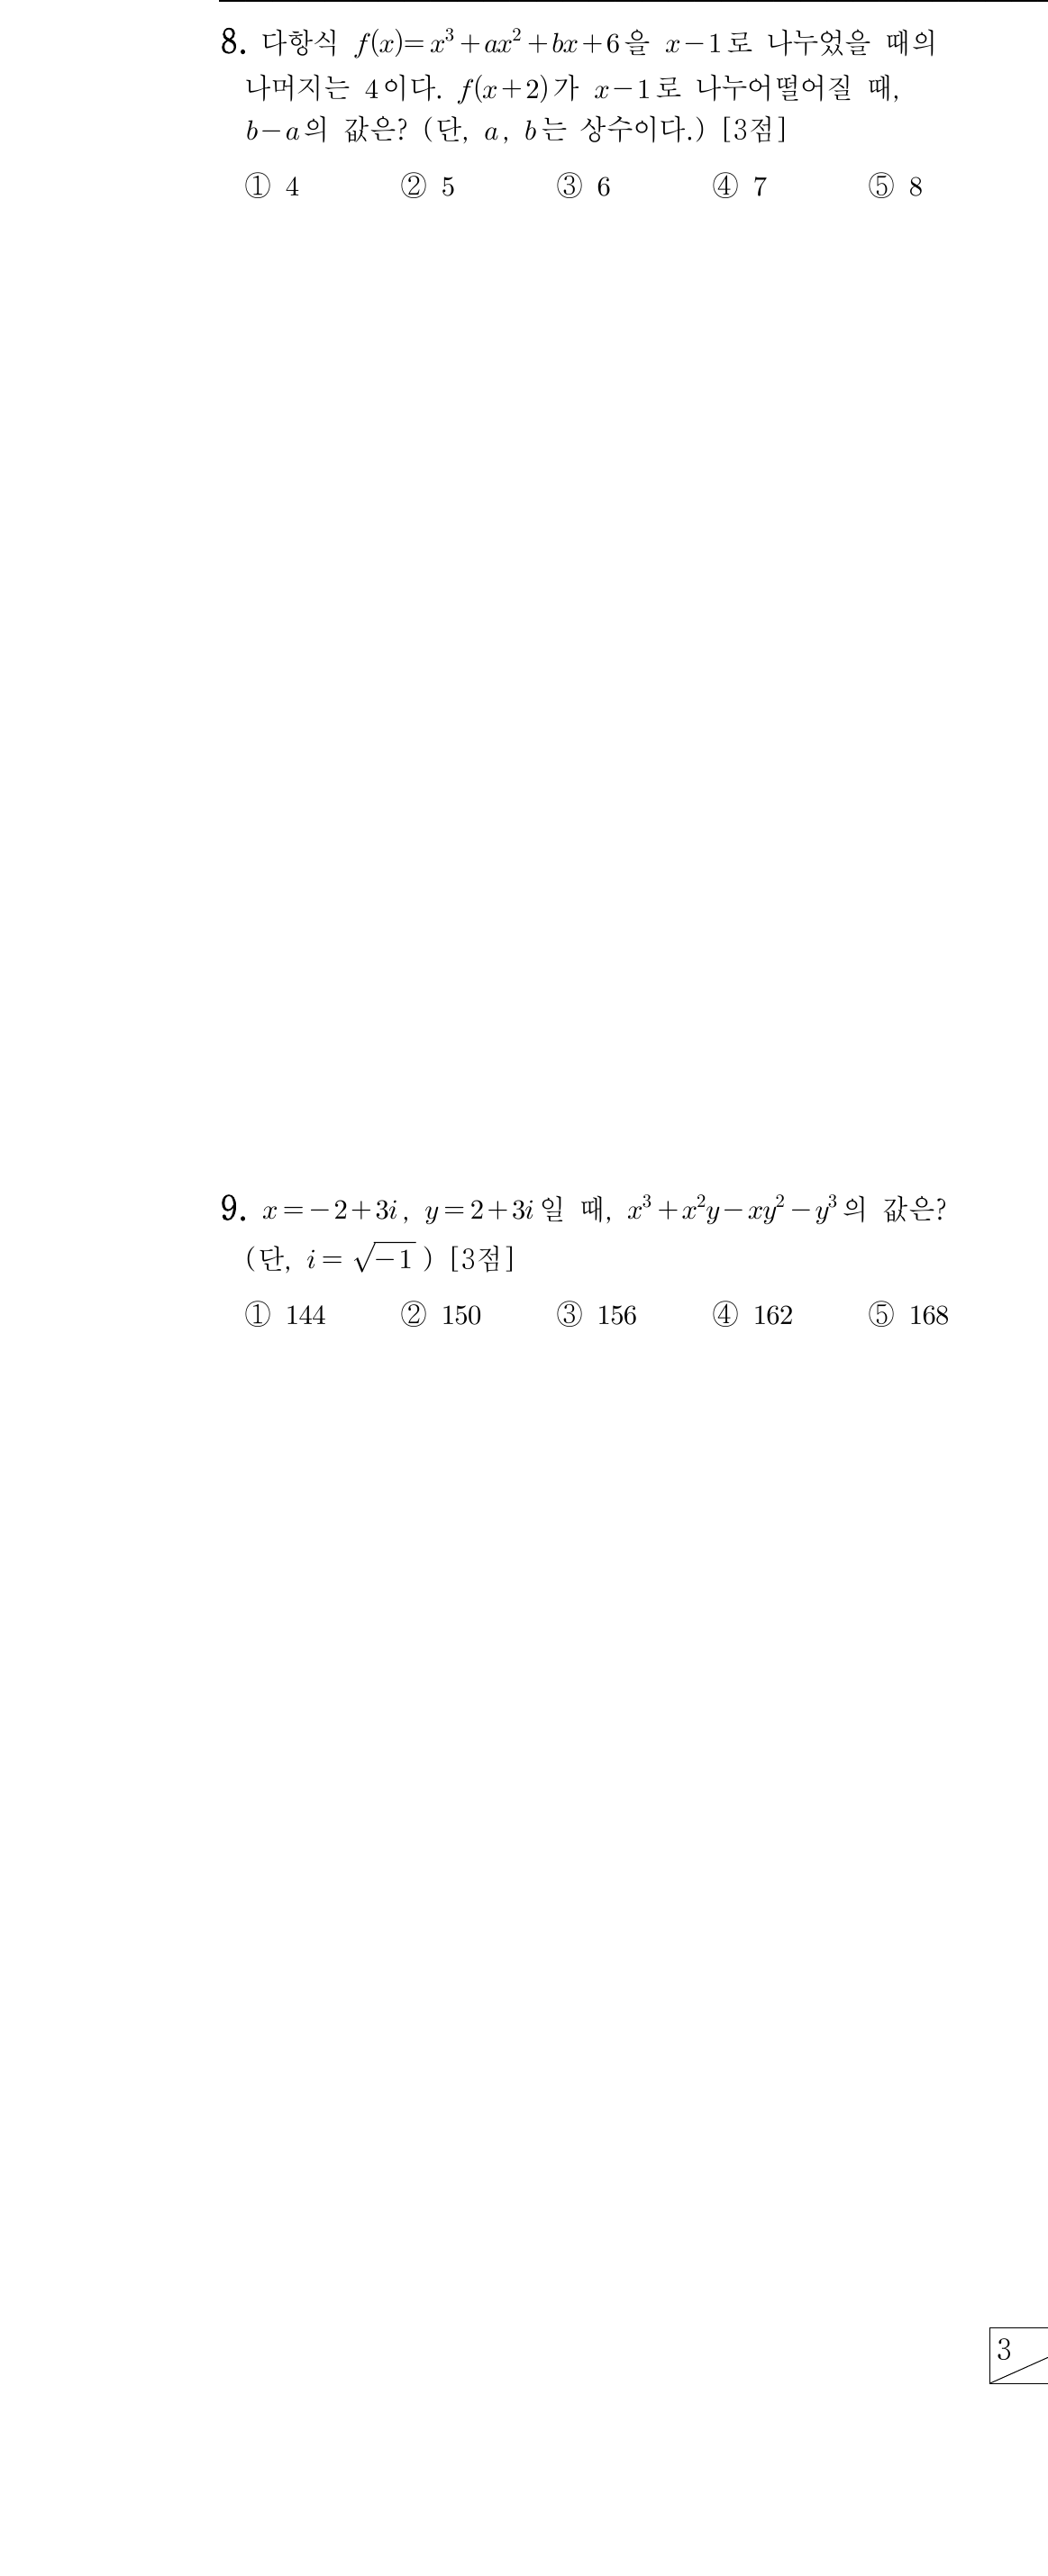 8. 다항식 f(x)=x³+ax²+bx+6을 x-1로 나누었을 때의
나머지는 4이다. f(x+2)가 x-1로 나누어떨어질 때,
b-a의 값은? (단, a, b는 상수이다.) [3점]
① 4 ② 5 ③ 6 ④ 7 ⑤ 8
9. x=-2+3i, y=2+3i일 때, x³+x²y-xy²-y³의 값은?
(단, i=√-1) [3점]
① 144 ② 150 ③ 156 ④ 162 ⑤ 168
3